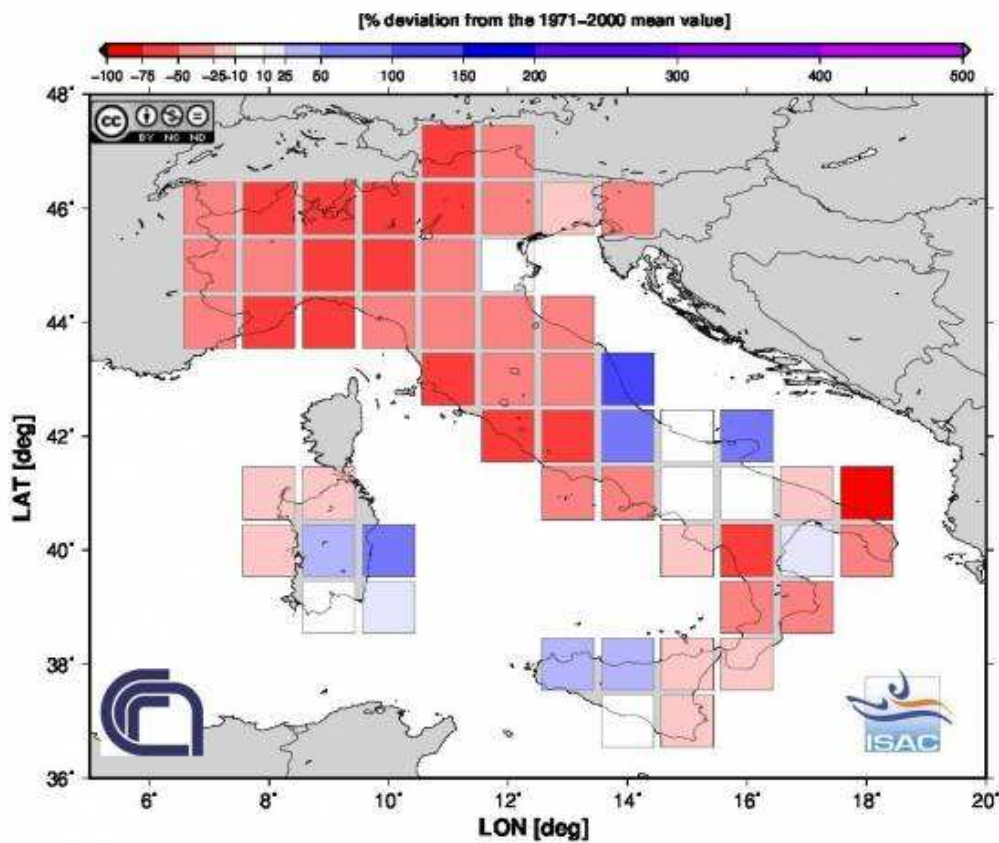 [% deviation from the 1971–2000 mean value]
−100 −75 −50 −25 −10 10 25 50 100 150 200 300 400 500
48°
46°
44°
42°
40°
38°
36°
LAT [deg]
cc
BY NC ND
ISAC
6° 8° 10° 12° 14° 16° 18° 20°
LON [deg]